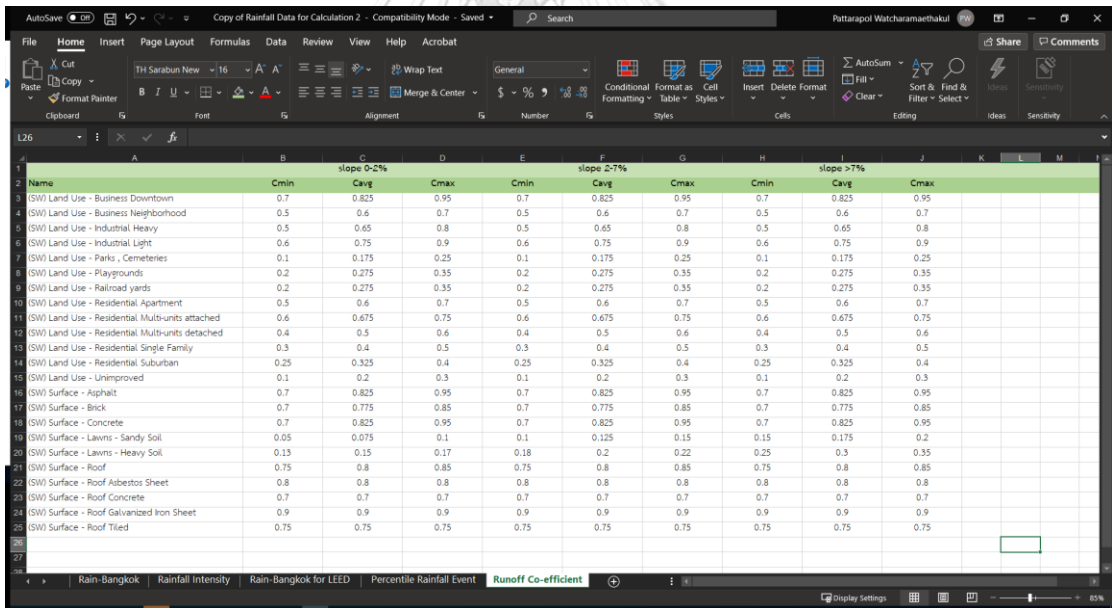 AutoSave Off Copy of Rainfall Data for Calculation 2 - Compatibility Mode - Saved Search Pattarapol Watcharamaethakul PW
File Home Insert Page Layout Formulas Data Review View Help Acrobat Share Comments
Cut Copy Format Painter Paste TH Sarabun New 16 A A B I U A Wrap Text Merge & Center General $ % 9 Conditional Formatting Format as Table Cell Styles Insert Delete Format AutoSum Fill Clear Sort & Filter Find & Select Ideas Sensitivity
Clipboard Font Alignment Number Styles Cells Editing Ideas Sensitivity
L26 fx
A B C D E F G H I J K L M N
1 slope 0-2% slope 2-7% slope >7%
2 Name Cmin Cavg Cmax Cmin Cavg Cmax Cmin Cavg Cmax
3 (SW) Land Use - Business Downtown 0.7 0.825 0.95 0.7 0.825 0.95 0.7 0.825 0.95
4 (SW) Land Use - Business Neighborhood 0.5 0.6 0.7 0.5 0.6 0.7 0.5 0.6 0.7
5 (SW) Land Use - Industrial Heavy 0.5 0.65 0.8 0.5 0.65 0.8 0.5 0.65 0.8
6 (SW) Land Use - Industrial Light 0.6 0.75 0.9 0.6 0.75 0.9 0.6 0.75 0.9
7 (SW) Land Use - Parks , Cemeteries 0.1 0.175 0.25 0.1 0.175 0.25 0.1 0.175 0.25
8 (SW) Land Use - Playgrounds 0.2 0.275 0.35 0.2 0.275 0.35 0.2 0.275 0.35
9 (SW) Land Use - Railroad yards 0.2 0.275 0.35 0.2 0.275 0.35 0.2 0.275 0.35
10 (SW) Land Use - Residential Apartment 0.5 0.6 0.7 0.5 0.6 0.7 0.5 0.6 0.7
11 (SW) Land Use - Residential Multi-units attached 0.6 0.675 0.75 0.6 0.675 0.75 0.6 0.675 0.75
12 (SW) Land Use - Residential Multi-units detached 0.4 0.5 0.6 0.4 0.5 0.6 0.4 0.5 0.6
13 (SW) Land Use - Residential Single Family 0.3 0.4 0.5 0.3 0.4 0.5 0.3 0.4 0.5
14 (SW) Land Use - Residential Suburban 0.25 0.325 0.4 0.25 0.325 0.4 0.25 0.325 0.4
15 (SW) Land Use - Unimproved 0.1 0.2 0.3 0.1 0.2 0.3 0.1 0.2 0.3
16 (SW) Surface - Asphalt 0.7 0.825 0.95 0.7 0.825 0.95 0.7 0.825 0.95
17 (SW) Surface - Brick 0.7 0.775 0.85 0.7 0.775 0.85 0.7 0.775 0.85
18 (SW) Surface - Concrete 0.7 0.825 0.95 0.7 0.825 0.95 0.7 0.825 0.95
19 (SW) Surface - Lawns - Sandy Soil 0.05 0.075 0.1 0.1 0.125 0.15 0.15 0.175 0.2
20 (SW) Surface - Lawns - Heavy Soil 0.13 0.15 0.17 0.18 0.2 0.22 0.25 0.3 0.35
21 (SW) Surface - Roof 0.75 0.8 0.85 0.75 0.8 0.85 0.75 0.8 0.85
22 (SW) Surface - Roof Asbestos Sheet 0.8 0.8 0.8 0.8 0.8 0.8 0.8 0.8 0.8
23 (SW) Surface - Roof Concrete 0.7 0.7 0.7 0.7 0.7 0.7 0.7 0.7 0.7
24 (SW) Surface - Roof Galvanized Iron Sheet 0.9 0.9 0.9 0.9 0.9 0.9 0.9 0.9 0.9
25 (SW) Surface - Roof Tiled 0.75 0.75 0.75 0.75 0.75 0.75 0.75 0.75 0.75
26
27
28
Rain-Bangkok Rainfall Intensity Rain-Bangkok for LEED Percentile Rainfall Event Runoff Co-efficient
Display Settings 85%